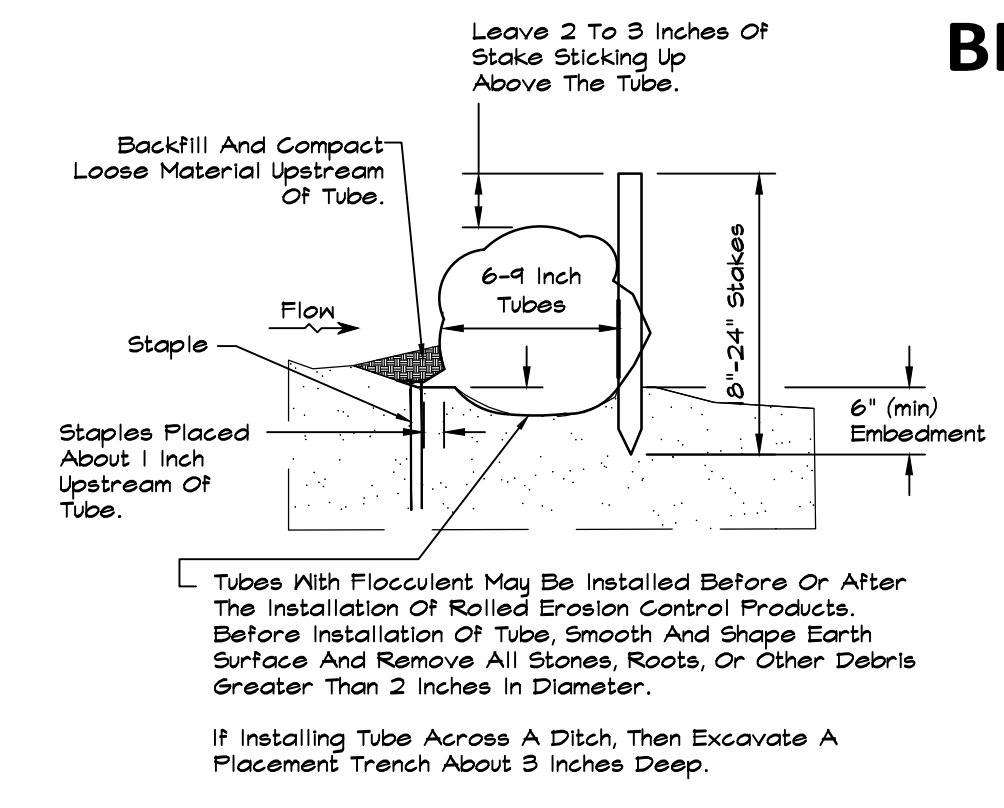 Leave 2 To 3 Inches Of
Stake Sticking Up
Above The Tube.
Backfill And Compact
Loose Material Upstream
Of Tube.
6-9 Inch
Tubes
Flow
Staple
8"-24" Stakes
6" (min)
Embedment
Staples Placed
About 1 Inch
Upstream Of
Tube.
Tubes With Flocculent May Be Installed Before Or After
The Installation Of Rolled Erosion Control Products.
Before Installation Of Tube, Smooth And Shape Earth
Surface And Remove All Stones, Roots, Or Other Debris
Greater Than 2 Inches In Diameter.
If Installing Tube Across A Ditch, Then Excavate A
Placement Trench About 3 Inches Deep.